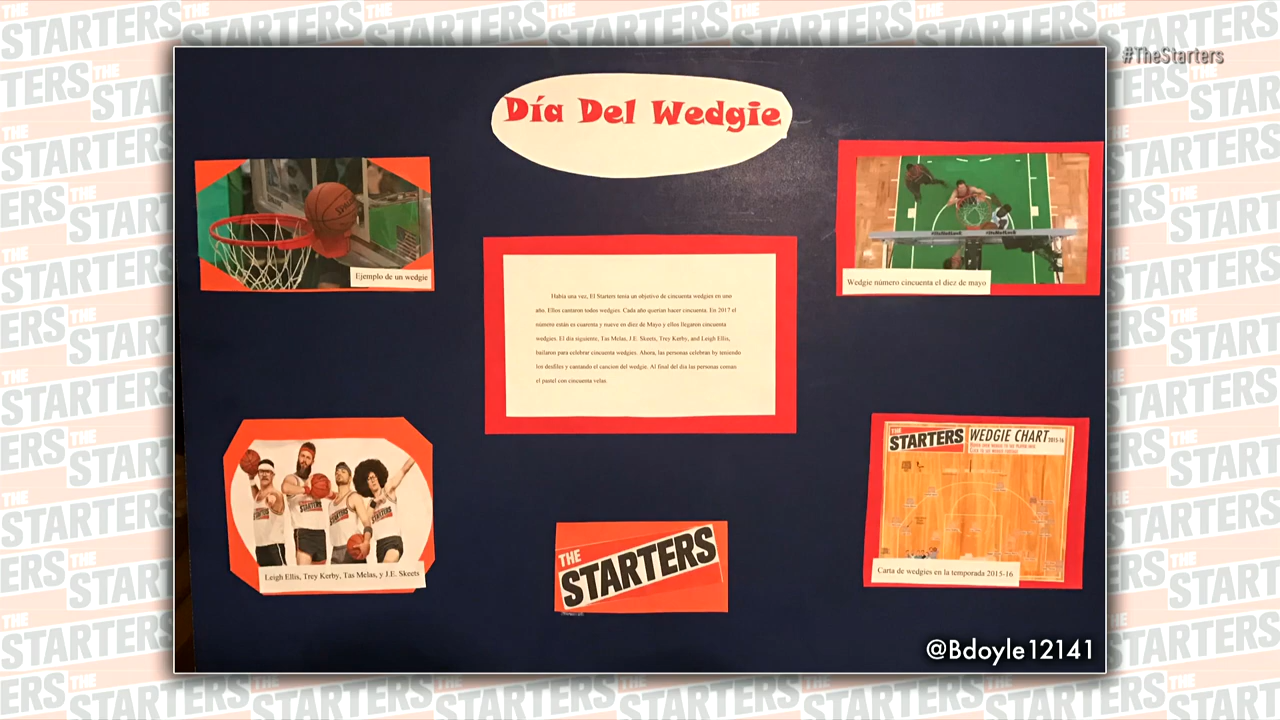 #TheStarters
Día Del Wedgie
Ejemplo de un wedgie
Wedgie número cincuenta el diez de mayo
Había una vez, El Starters tenia un objetivo de cincuenta wedgies en uno
año. Ellos cantaron todos wedgies. Cada año querían hacer cincuenta. En 2017 el
número están es cuarenta y nueve en diez de Mayo y ellos llegaron cincuenta
wedgies. El día siguiente, Tas Melas, J.E. Skeets, Trey Kerby, and Leigh Ellis,
bailaron para celebrar cincuenta wedgies. Ahora, las personas celebran by teniendo
los desfiles y cantando el cancion del wedgie. Al final del dia las personas coman
el pastel con cincuenta velas.
Leigh Ellis, Trey Kerby, Tas Melas, y J.E. Skeets
THE
STARTERS
THE
STARTERS
WEDGIE CHART 2015-16
Carta de wedgies en la temporada 2015-16
@Bdoyle12141